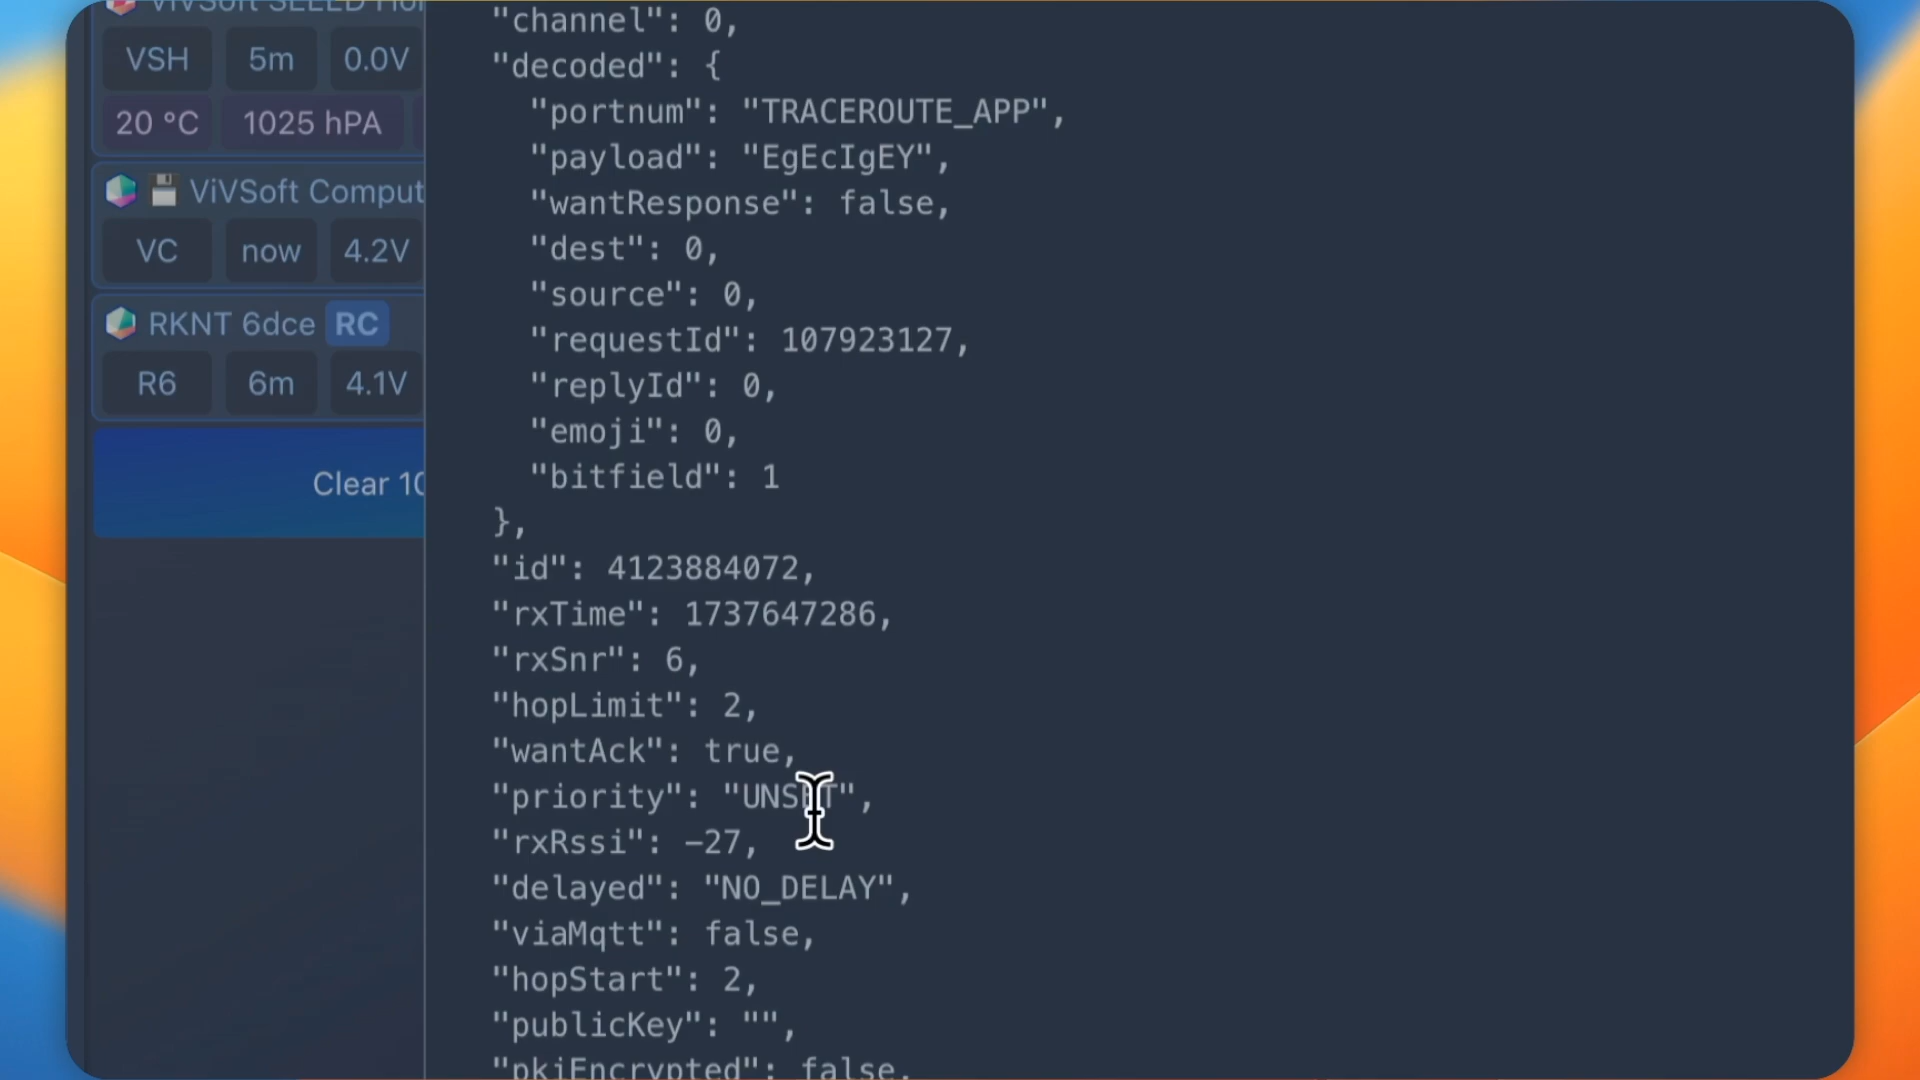 VSH 5m 0.0V
20 °C 1025 hPA
ViVSoft Comput
VC now 4.2V
RKNT 6dce RC
R6 6m 4.1V
Clear 10
"channel": 0,
"decoded": {
"portnum": "TRACEROUTE_APP",
"payload": "EgEcIgEY",
"wantResponse": false,
"dest": 0,
"source": 0,
"requestId": 107923127,
"replyId": 0,
"emoji": 0,
"bitfield": 1
},
"id": 4123884072,
"rxTime": 1737647286,
"rxSnr": 6,
"hopLimit": 2,
"wantAck": true,
"priority": "UNSET",
"rxRssi": −27,
"delayed": "NO_DELAY",
"viaMqtt": false,
"hopStart": 2,
"publicKey": "",
"pkiEncrypted": false,